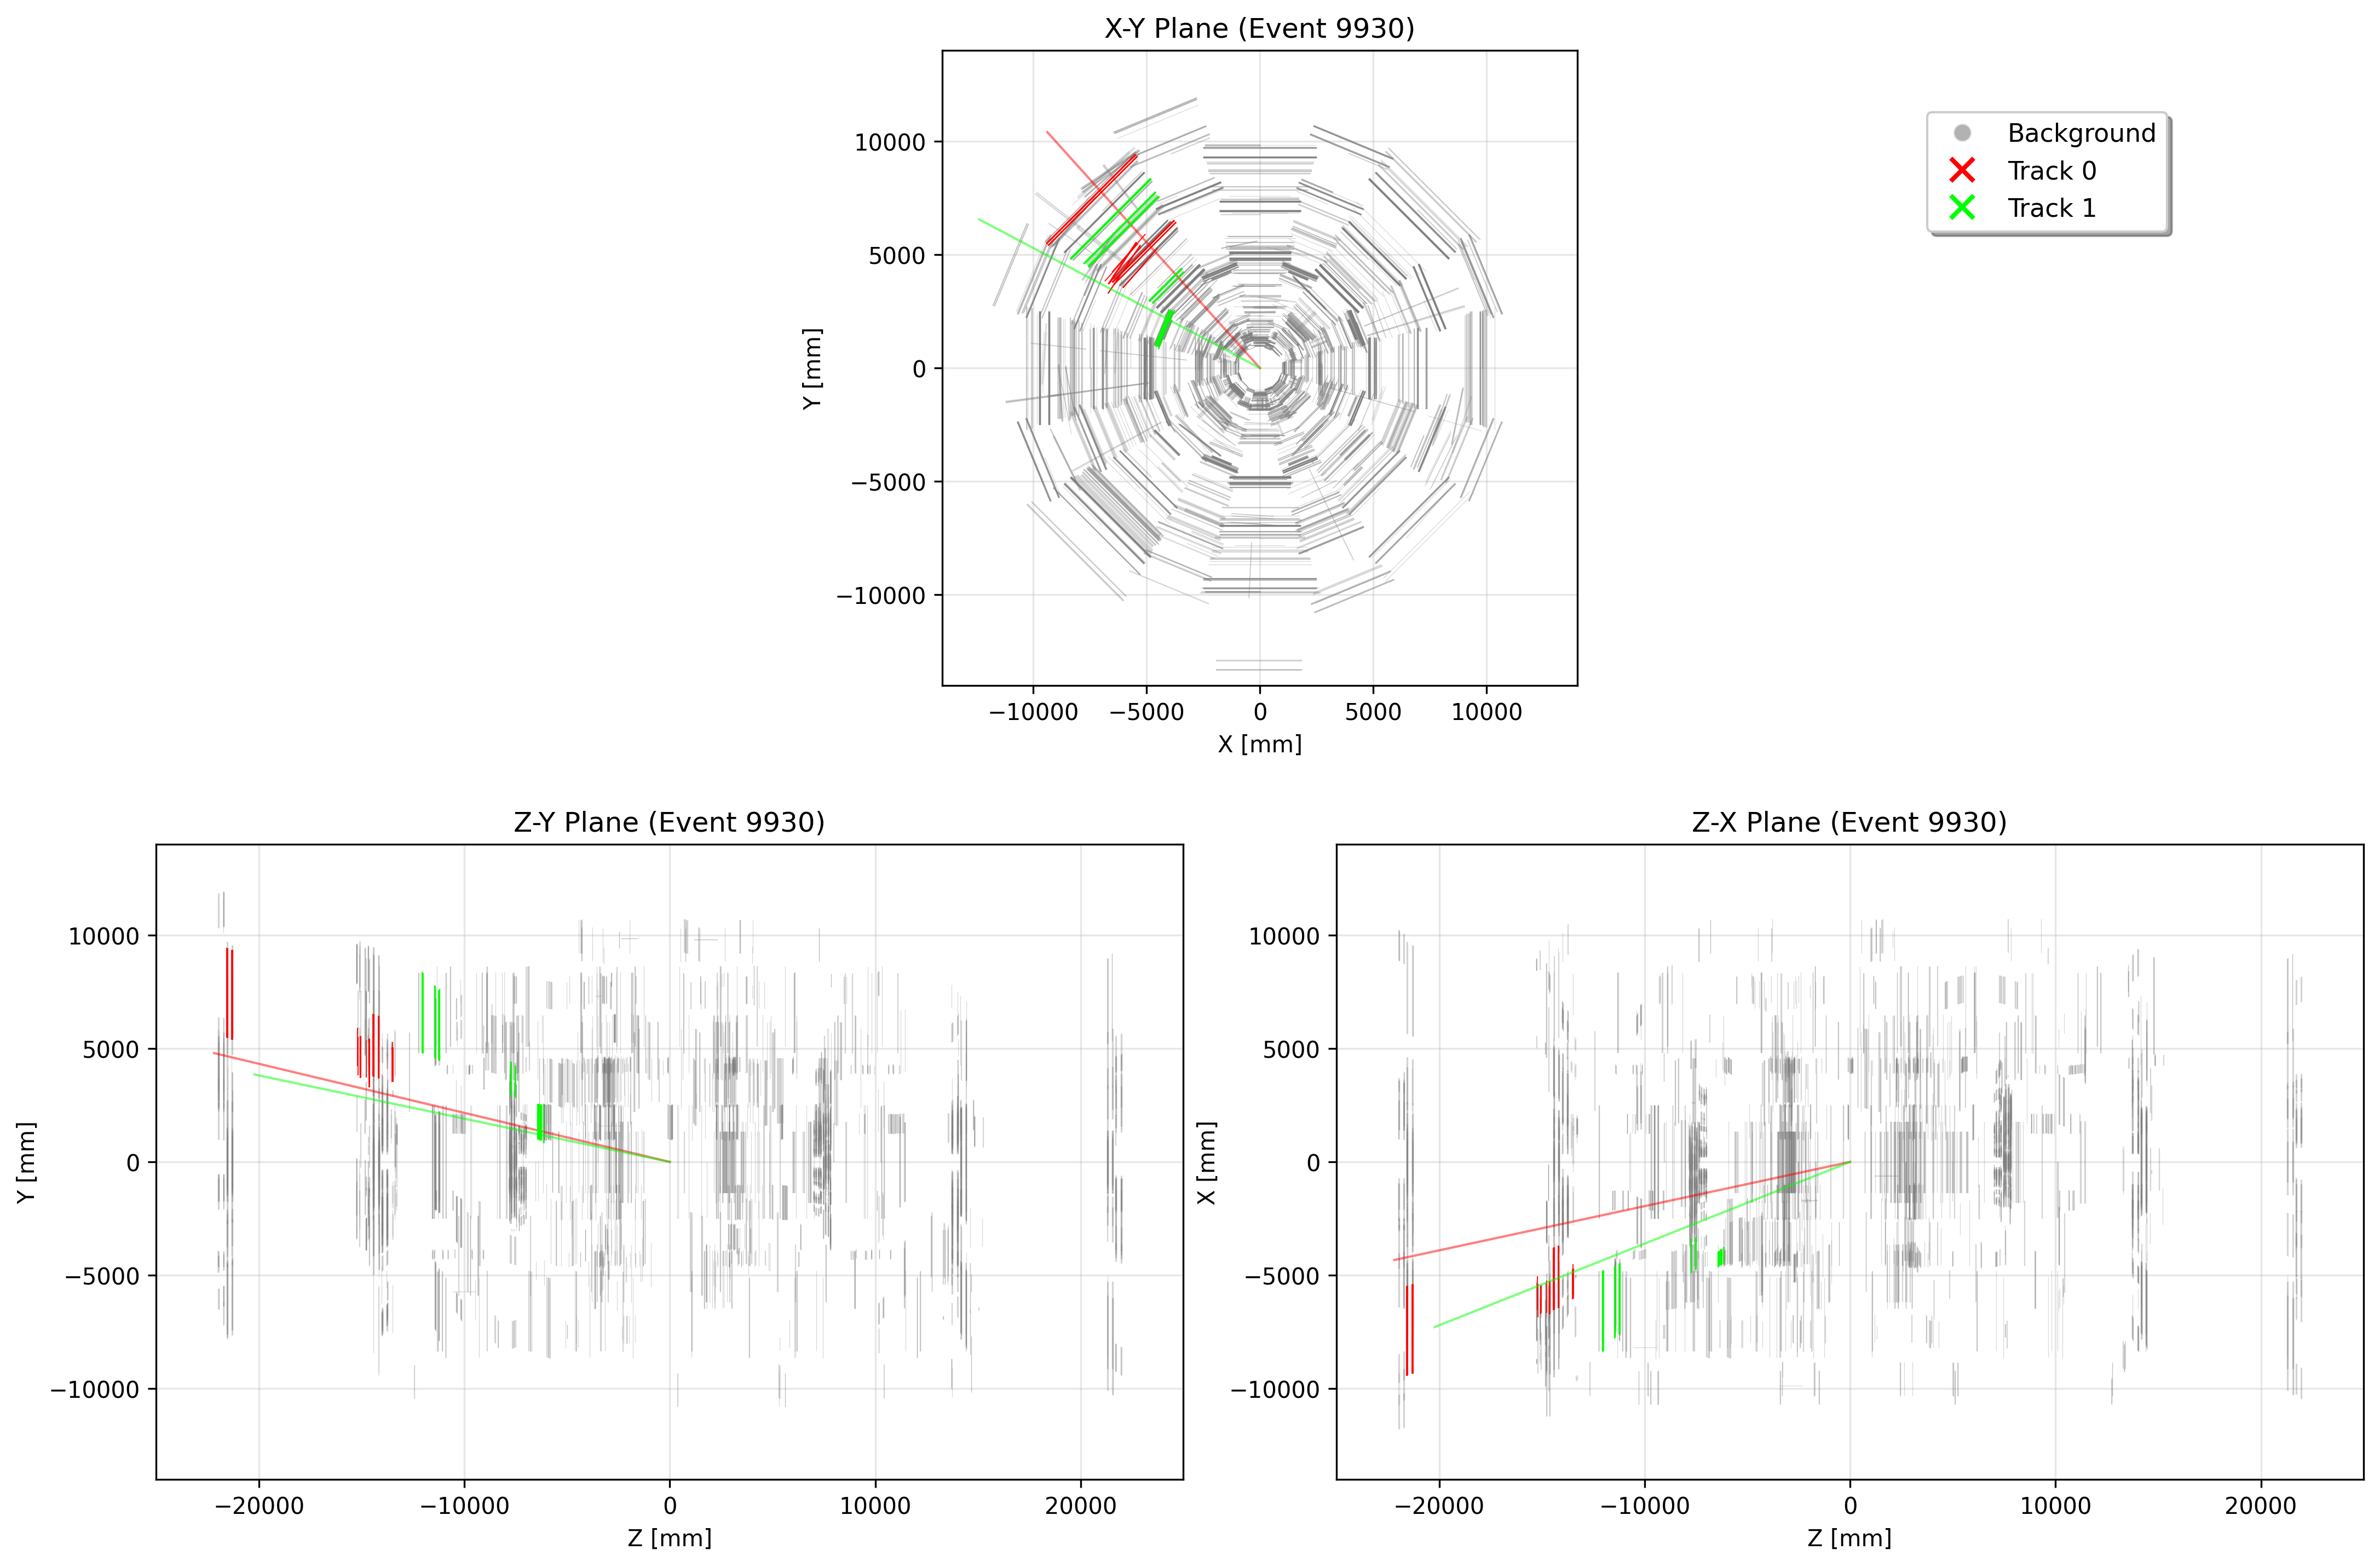 X-Y Plane (Event 9930)
Background
Track 0
Track 1
10000
5000
0
−5000
−10000
Y [mm]
−10000 −5000 0 5000 10000
X [mm]
Z-Y Plane (Event 9930)
10000
5000
0
−5000
−10000
Y [mm]
−20000 −10000 0 10000 20000
Z [mm]
Z-X Plane (Event 9930)
10000
5000
0
−5000
−10000
X [mm]
−20000 −10000 0 10000 20000
Z [mm]